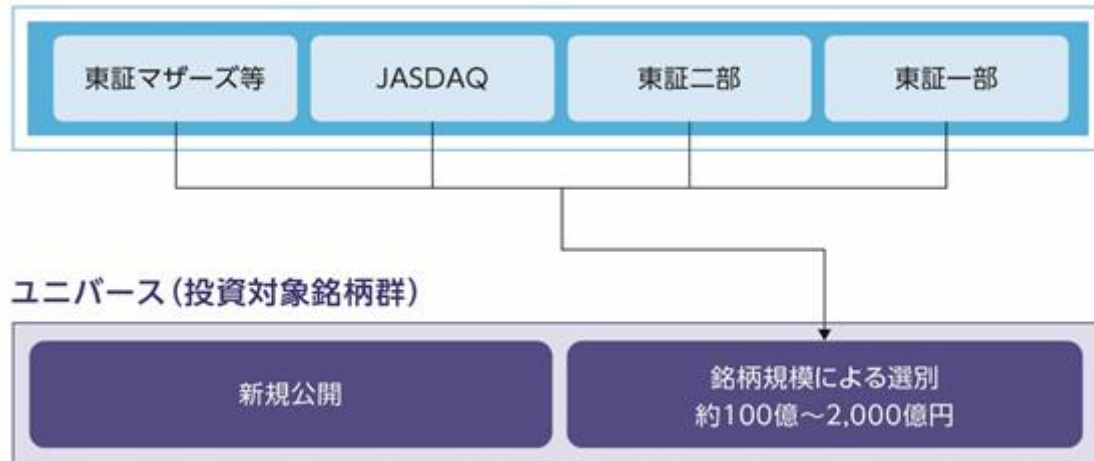 東証マザーズ等
JASDAQ
東証二部
東証一部
ユニバース（投資対象銘柄群）
新規公開
銘柄規模による選別
約100億～2,000億円